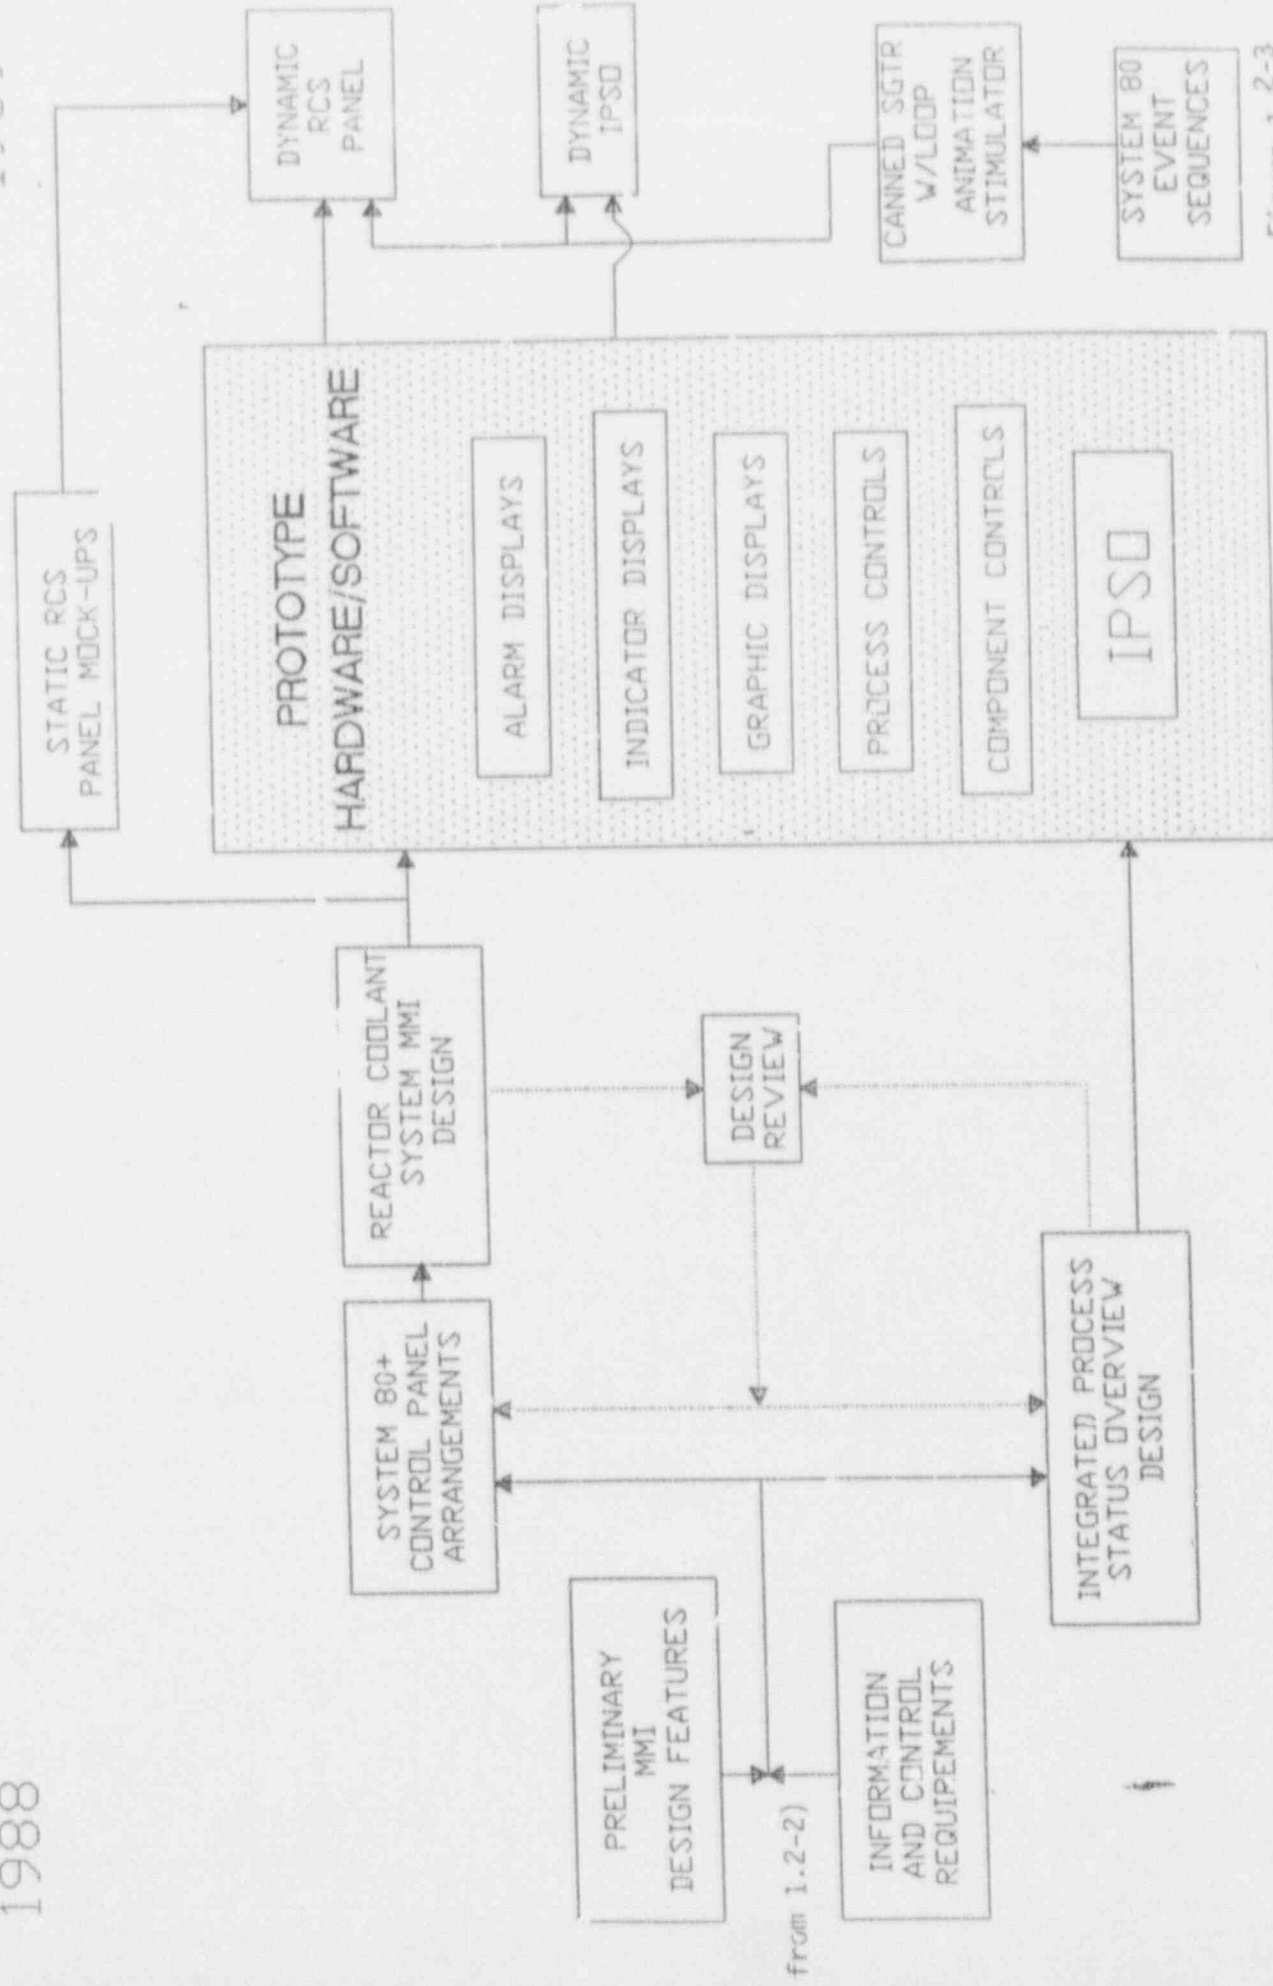 1988
PRELIMINARY
MMI
DESIGN FEATURES
from 1.2-2)
INFORMATION
AND CONTROL
REQUIPEMENTS
SYSTEM 80+
CONTROL PANEL
ARRANGEMENTS
REACTOR COOLANT
SYSTEM MMI
DESIGN
DESIGN
REVIEW
INTEGRATED PROCESS
STATUS OVERVIEW
DESIGN
STATIC RCS
PANEL MOCK-UPS
PROTOTYPE
HARDWARE/SOFTWARE
ALARM DISPLAYS
INDICATOR DISPLAYS
GRAPHIC DISPLAYS
PROCESS CONTROLS
COMPONENT CONTROLS
IPSO
DYNAMIC
RCS
PANEL
DYNAMIC
IPSO
CANNED SGTR
W/LOOP
ANIMATION
STIMULATOR
SYSTEM 80
EVENT
SEQUENCES
2-3